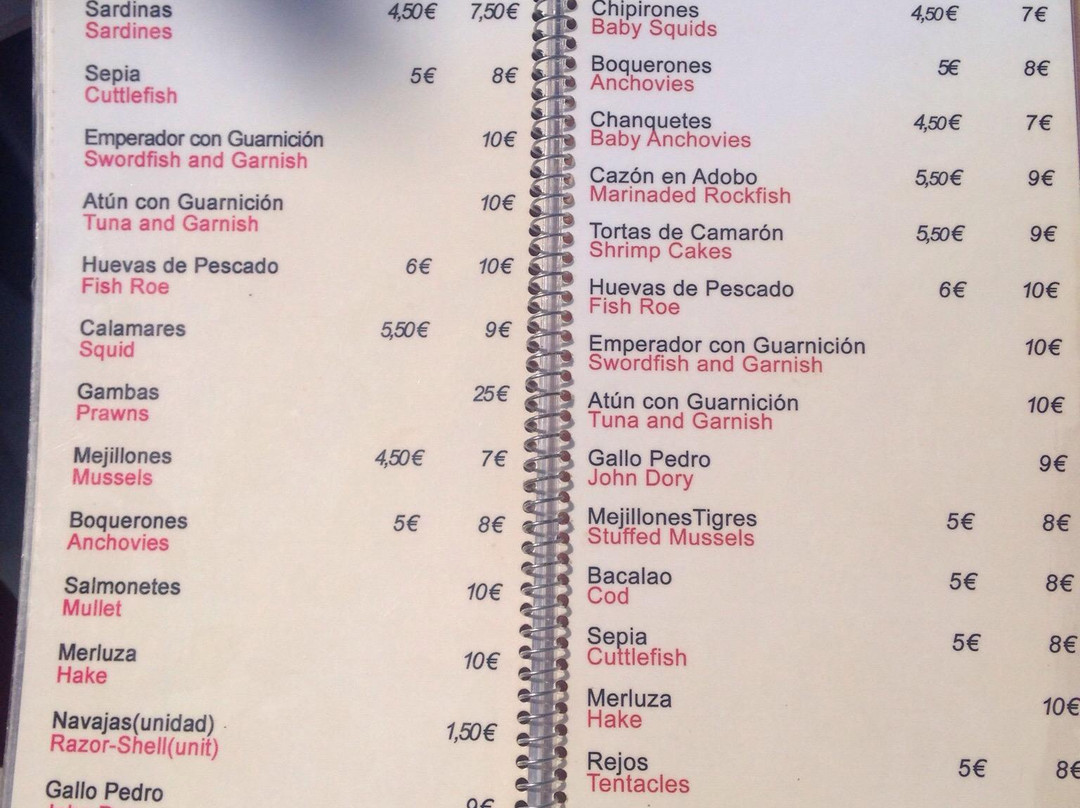 Sardinas 4,50€ 7,50€
Sardines
Sepia 5€ 8€
Cuttlefish
Emperador con Guarnición 10€
Swordfish and Garnish
Atún con Guarnición 10€
Tuna and Garnish
Huevas de Pescado 6€ 10€
Fish Roe
Calamares 5,50€ 9€
Squid
Gambas 25€
Prawns
Mejillones 4,50€ 7€
Mussels
Boquerones 5€ 8€
Anchovies
Salmonetes 10€
Mullet
Merluza 10€
Hake
Navajas(unidad) 1,50€
Razor-Shell(unit)
Gallo Pedro 9€
Chipirones 4,50€ 7€
Baby Squids
Boquerones 5€ 8€
Anchovies
Chanquetes 4,50€ 7€
Baby Anchovies
Cazón en Adobo 5,50€ 9€
Marinaded Rockfish
Tortas de Camarón 5,50€ 9€
Shrimp Cakes
Huevas de Pescado 6€ 10€
Fish Roe
Emperador con Guarnición 10€
Swordfish and Garnish
Atún con Guarnición 10€
Tuna and Garnish
Gallo Pedro 9€
John Dory
MejillonesTigres 5€ 8€
Stuffed Mussels
Bacalao 5€ 8€
Cod
Sepia 5€ 8€
Cuttlefish
Merluza 10€
Hake
Rejos 5€ 8€
Tentacles